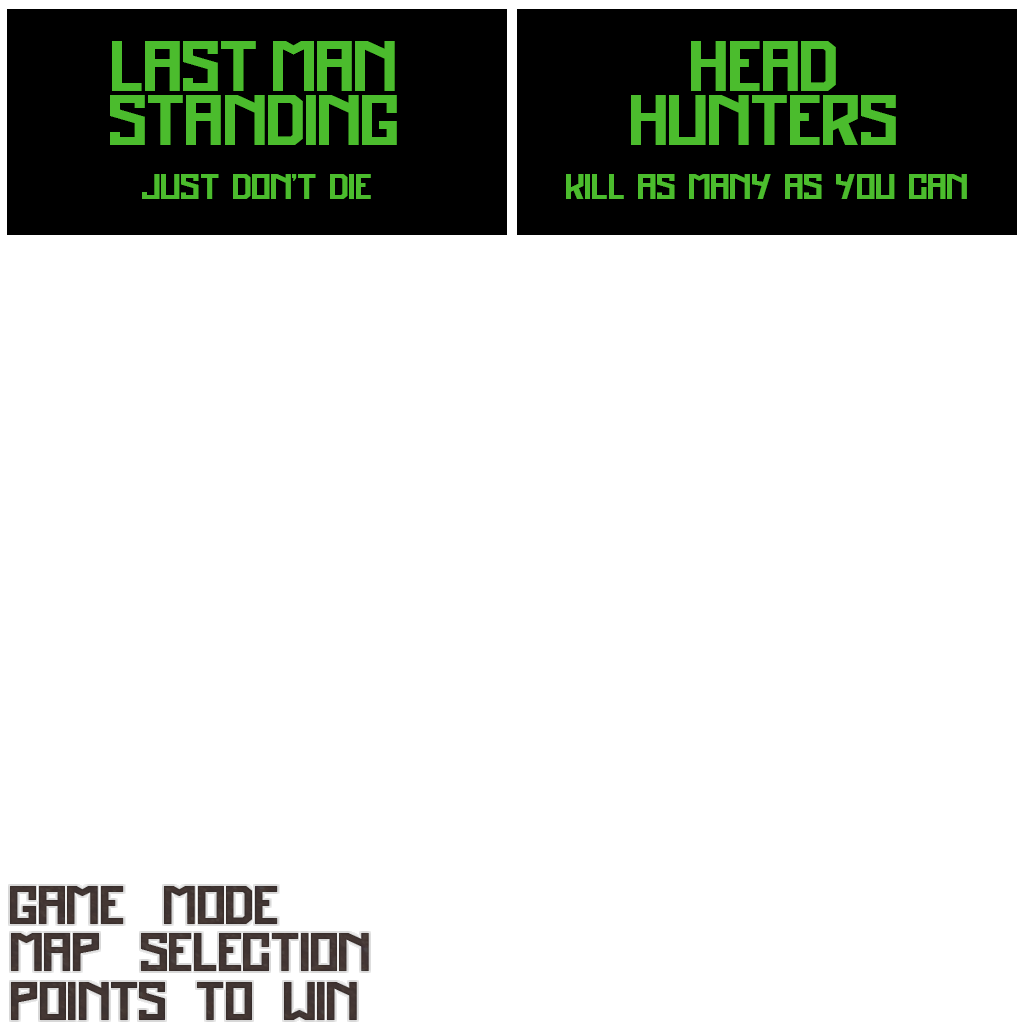 LAST MAN
STANDING
JUST DON'T DIE
HEAD
HUNTERS
KILL AS MANY AS YOU CAN
GAME MODE
MAP SELECTION
POINTS TO WIN